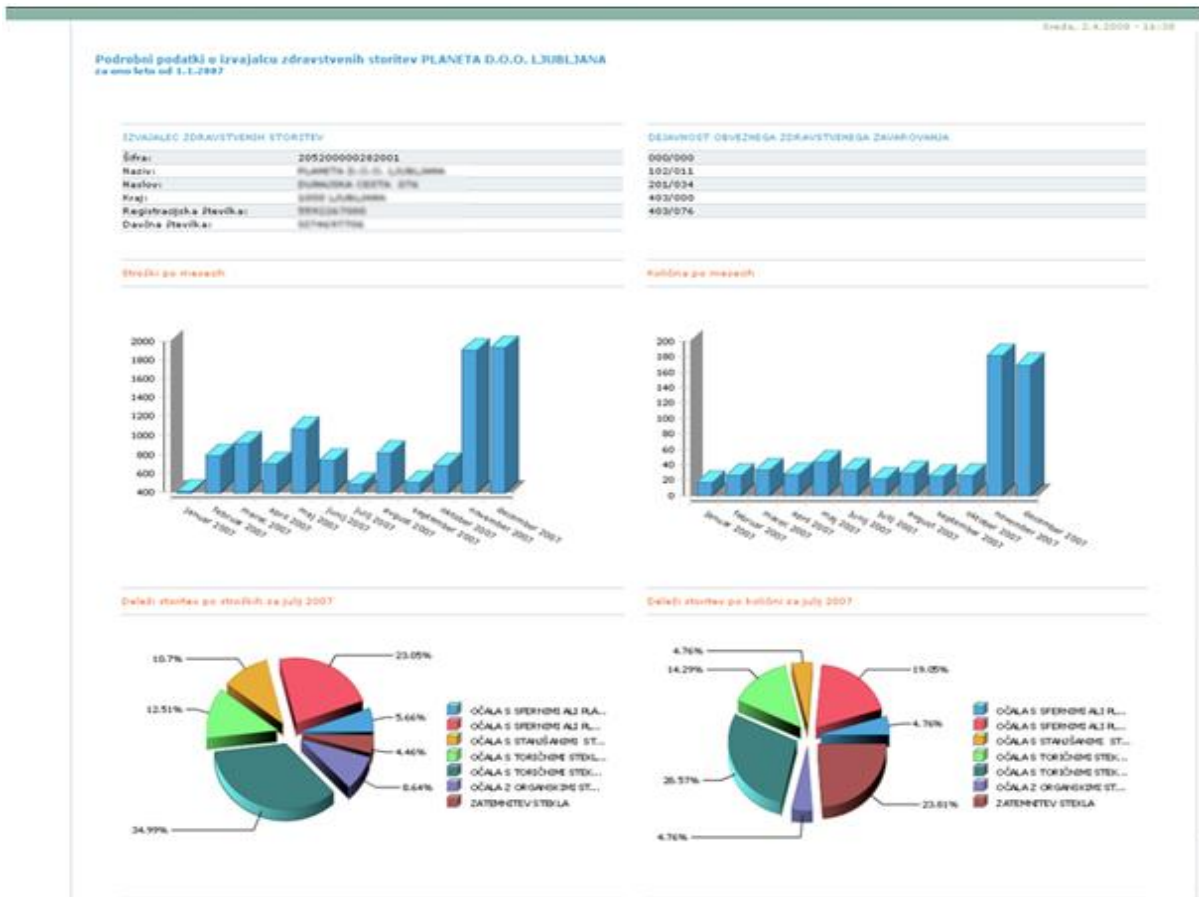 Sreda, 2.4.2008 - 11:38
Podrobni podatki o izvajalcu zdravstvenih storitev PLANETA D.O.O. LJUBLJANA
za eno leto od 1.1.2007
IZVAJALEC ZDRAVSTVENIH STORITEV
Šifra: 205200000282001
Naziv: PLANETA D.O.O. LJUBLJANA
Naslov:
Kraj: 1000 LJUBLJANA
Registracijska številka:
Davčna številka:
DEJAVNOST OBVEZNEGA ZDRAVSTVENEGA ZAVAROVANJA
000/000
102/011
201/034
403/000
403/076
Stroški po mesecih
2000
1800
1600
1400
1200
1000
800
600
400
januar 2007
februar 2007
marec 2007
april 2007
maj 2007
junij 2007
julij 2007
avgust 2007
september 2007
oktober 2007
november 2007
december 2007
Količina po mesecih
200
180
160
140
120
100
80
60
40
20
0
januar 2007
februar 2007
marec 2007
april 2007
maj 2007
junij 2007
julij 2007
avgust 2007
september 2007
oktober 2007
november 2007
december 2007
Deleži storitev po stroških za julij 2007
10.7%
23.05%
12.51%
5.66%
4.46%
8.64%
34.99%
OČALA S SFERNIMI ALI PLA...
OČALA S SFERNIMI ALI PL...
OČALA S STANJŠANIMI ST...
OČALA S TORIČNIMI STEKL...
OČALA S TORIČNIMI STEK...
OČALA Z ORGANSKIMI ST...
ZATEMNITEV STEKLA
Deleži storitev po količini za julij 2007
4.76%
14.29%
19.05%
4.76%
28.57%
23.81%
4.76%
OČALA S SFERNIMI ALI PL...
OČALA S SFERNIMI ALI PL...
OČALA S STANJŠANIMI ST...
OČALA S TORIČNIMI STEK...
OČALA S TORIČNIMI STEK...
OČALA Z ORGANSKIMI ST...
ZATEMNITEV STEKLA